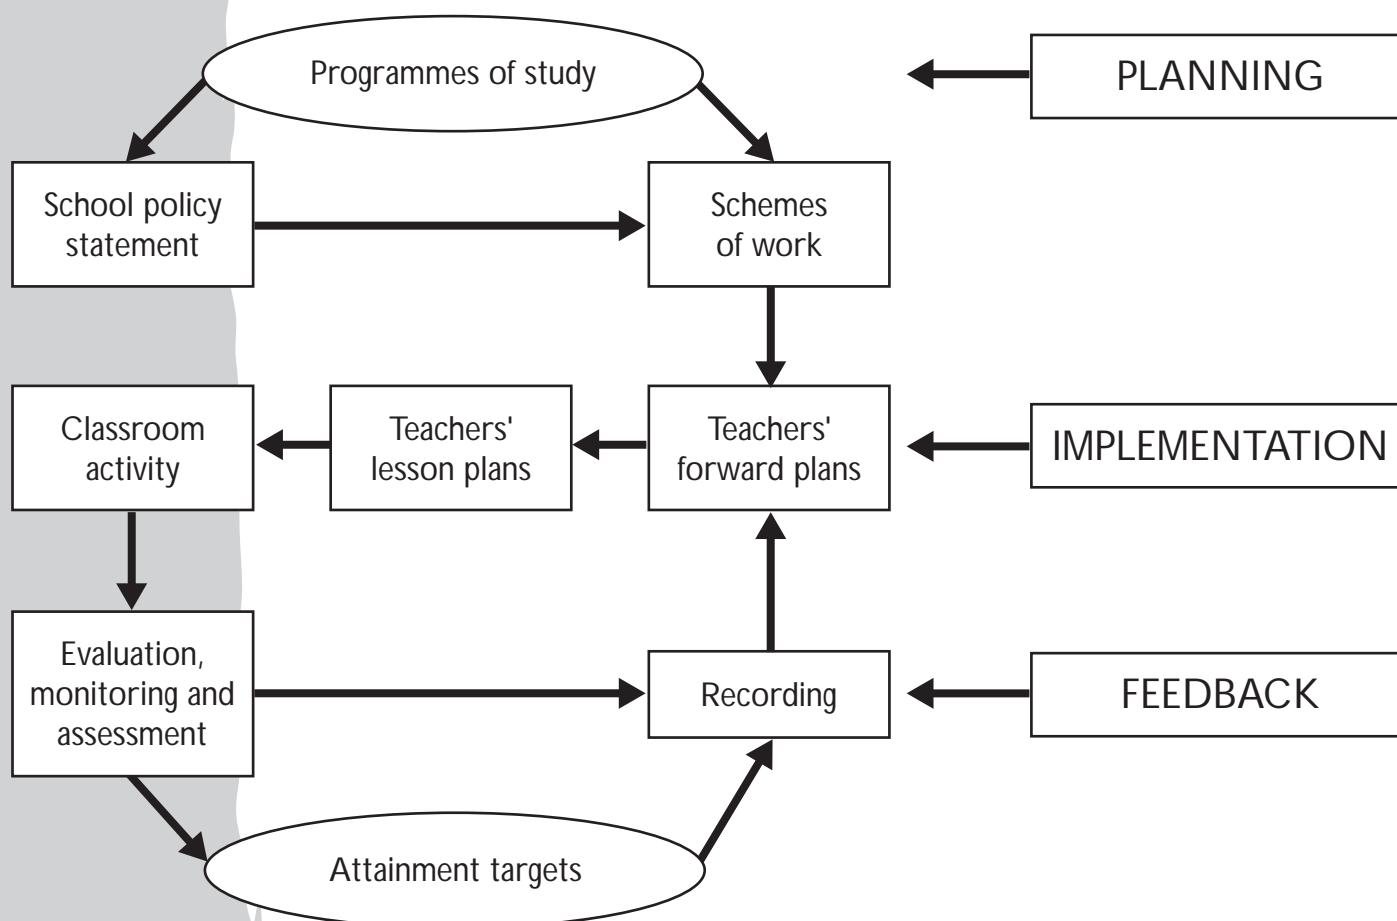 Programmes of study
PLANNING
School policy
statement
Schemes
of work
Classroom
activity
Teachers'
lesson plans
Teachers'
forward plans
IMPLEMENTATION
Evaluation,
monitoring and
assessment
Recording
FEEDBACK
Attainment targets